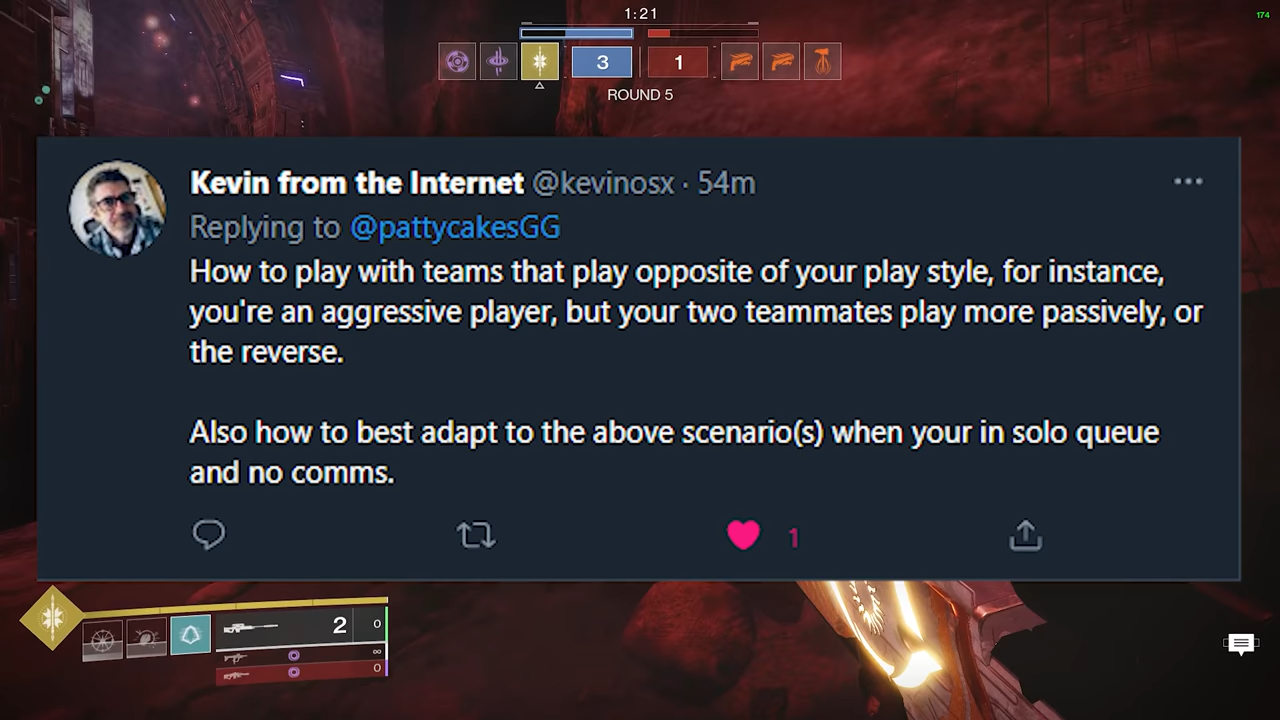 1:21
174
3
1
ROUND 5
Kevin from the Internet @kevinosx · 54m
Replying to @pattycakesGG
How to play with teams that play opposite of your play style, for instance,
you're an aggressive player, but your two teammates play more passively, or
the reverse.
Also how to best adapt to the above scenario(s) when your in solo queue
and no comms.
1
2
0
∞
0